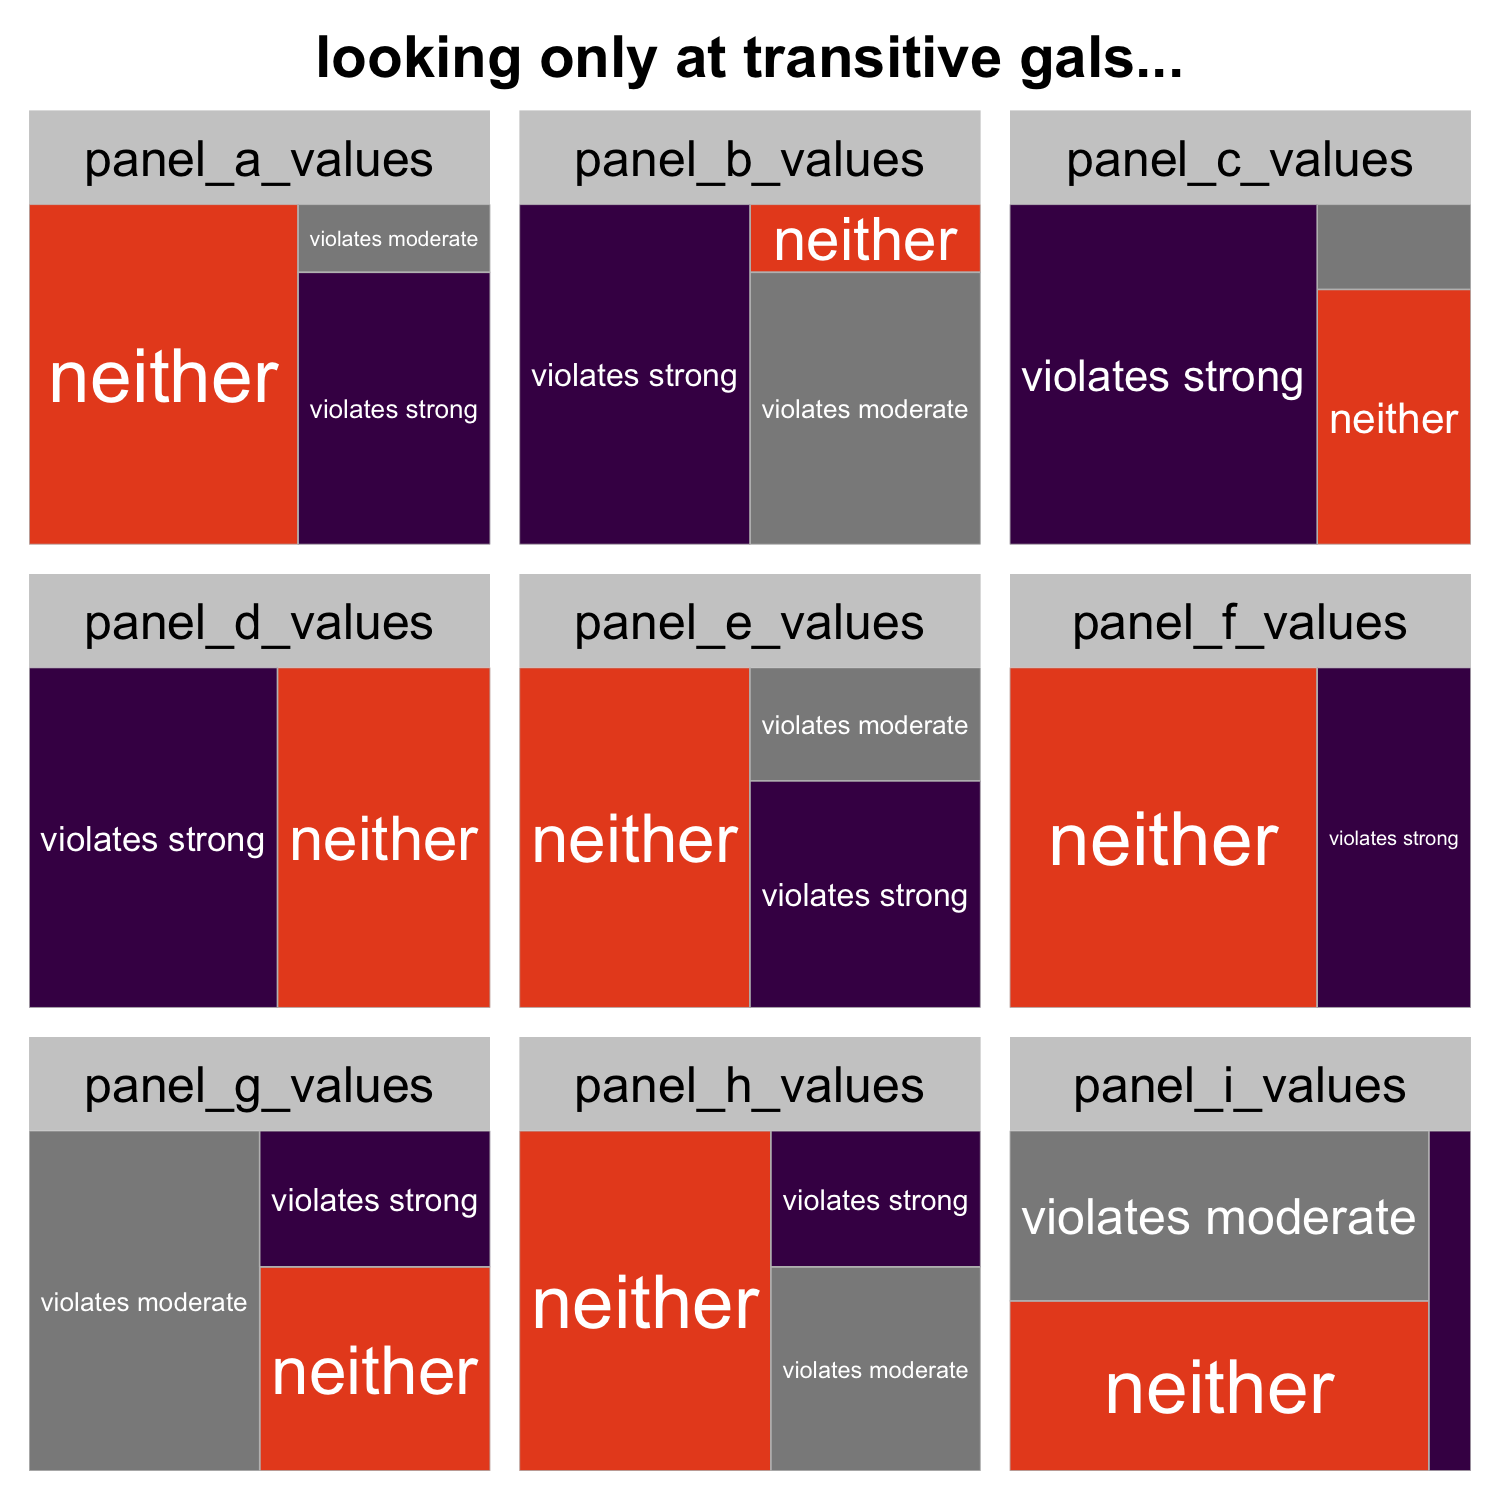 looking only at transitive gals...
panel_a_values
neither
violates moderate
violates strong
panel_b_values
violates strong
neither
violates moderate
panel_c_values
violates strong
neither
panel_d_values
violates strong
neither
panel_e_values
neither
violates moderate
violates strong
panel_f_values
neither
violates strong
panel_g_values
violates moderate
violates strong
neither
panel_h_values
neither
violates strong
violates moderate
panel_i_values
violates moderate
neither